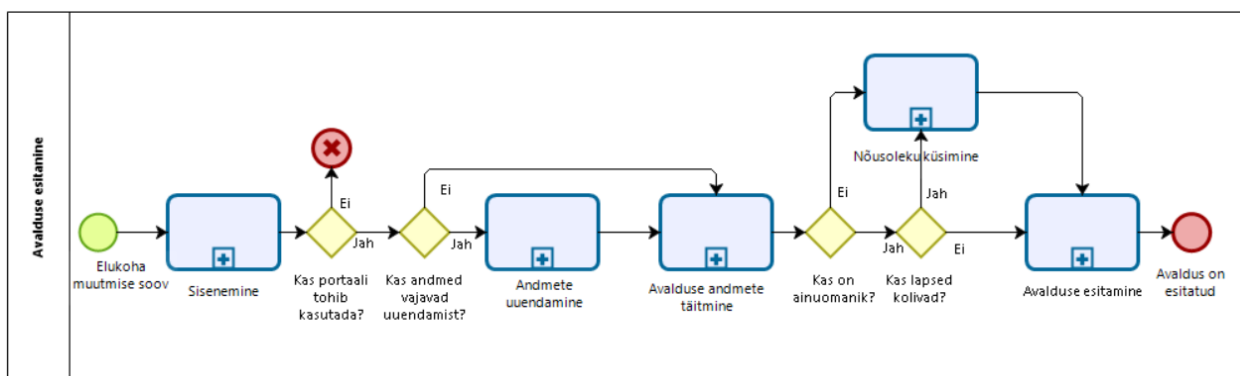 Avalduse esitanine
Elukoha
muutmise soov
Sisenemine
Ei
Jah
Kas portaali
tohib
kasutada?
Ei
Jah
Kas andmed
vajavad
uuendamist?
Andmete
uuendamine
Avalduse andmete
täitmine
Ei
Jah
Kas on
ainuomanik?
Nõusolekuküsimine
Jah
Ei
Kas lapsed
kolivad?
Avalduse esitamine
Avaldus on
esitatud